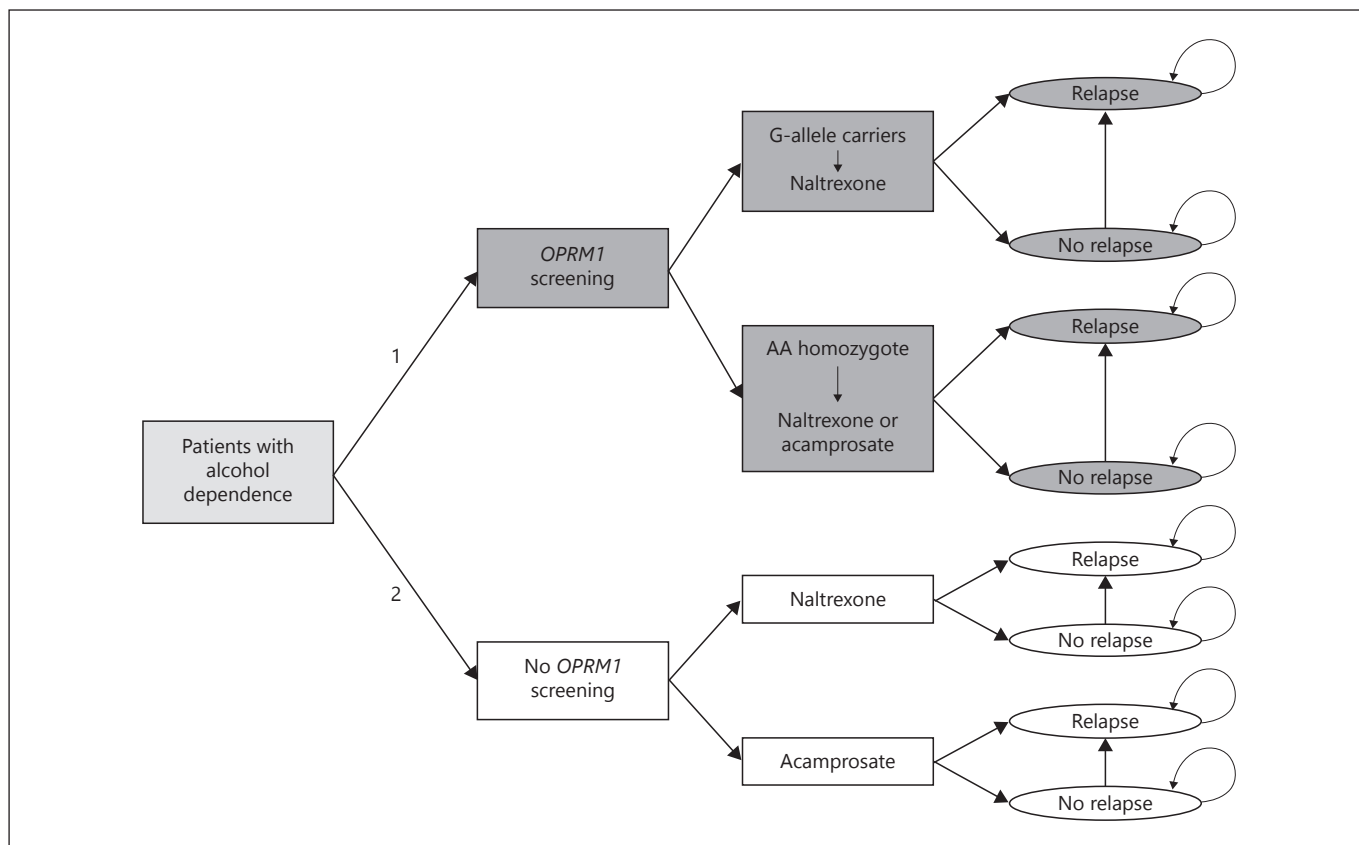 Patients with
alcohol
dependence
1
2
OPRM1
screening
No OPRM1
screening
G-allele carriers
Naltrexone
AA homozygote
Naltrexone or
acamprosate
Naltrexone
Acamprosate
Relapse
No relapse
Relapse
No relapse
Relapse
No relapse
Relapse
No relapse